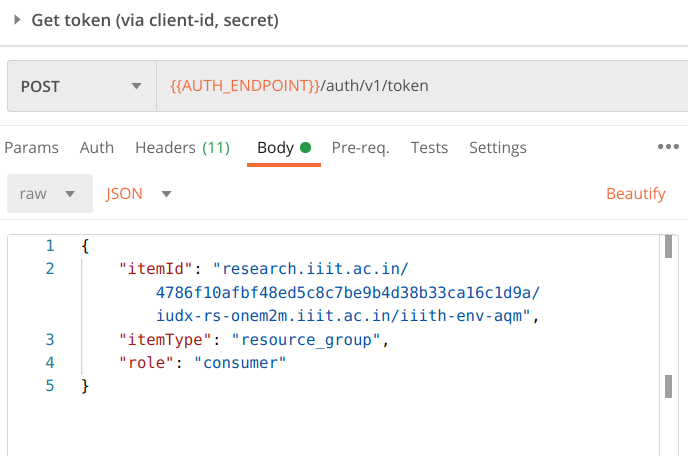 Get token (via client-id, secret)
POST {{AUTH_ENDPOINT}}/auth/v1/token
Params Auth Headers (11) Body Pre-req. Tests Settings
raw JSON Beautify
1 {
2 "itemId": "research.iiit.ac.in/
4786f10afbf48ed5c8c7be9b4d38b33ca16c1d9a/
iudx-rs-onem2m.iiit.ac.in/iiith-env-aqm",
3 "itemType": "resource_group",
4 "role": "consumer"
5 }